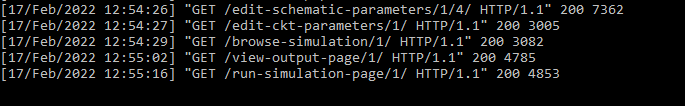 [17/Feb/2022 12:54:26] "GET /edit-schematic-parameters/1/4/ HTTP/1.1" 200 7362
[17/Feb/2022 12:54:27] "GET /edit-ckt-parameters/1/ HTTP/1.1" 200 3005
[17/Feb/2022 12:54:29] "GET /browse-simulation/1/ HTTP/1.1" 200 3082
[17/Feb/2022 12:55:02] "GET /view-output-page/1/ HTTP/1.1" 200 4785
[17/Feb/2022 12:55:16] "GET /run-simulation-page/1/ HTTP/1.1" 200 4853